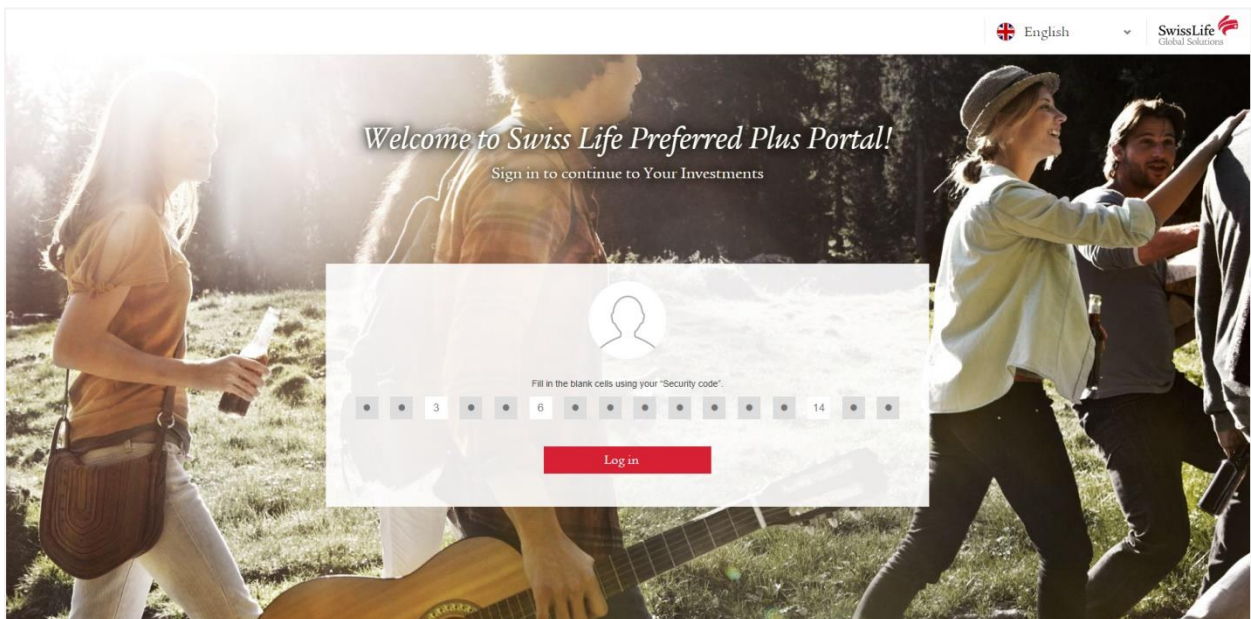 English
SwissLife
Global Solutions
Welcome to Swiss Life Preferred Plus Portal!
Sign in to continue to Your Investments
Fill in the blank cells using your "Security code".
3 6 14
Log in